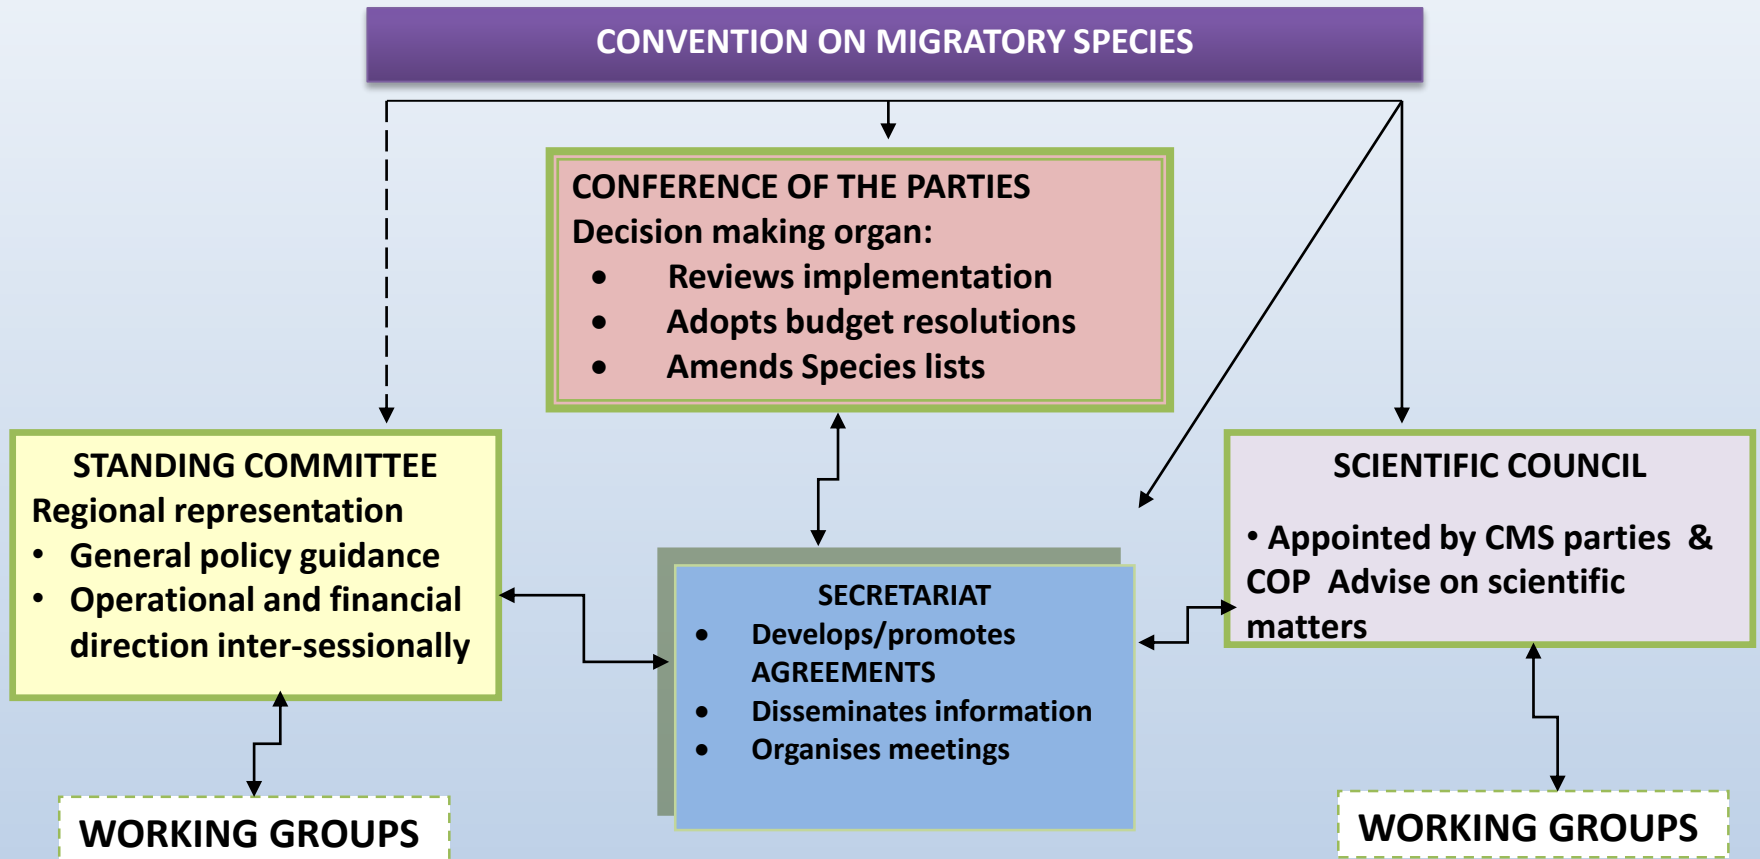 CONVENTION ON MIGRATORY SPECIES
CONFERENCE OF THE PARTIES
Decision making organ:
• Reviews implementation
• Adopts budget resolutions
• Amends Species lists
STANDING COMMITTEE
Regional representation
• General policy guidance
• Operational and financial
direction inter-sessionally
SCIENTIFIC COUNCIL
• Appointed by CMS parties &
COP Advise on scientific
matters
SECRETARIAT
• Develops/promotes
AGREEMENTS
• Disseminates information
• Organises meetings
WORKING GROUPS
WORKING GROUPS